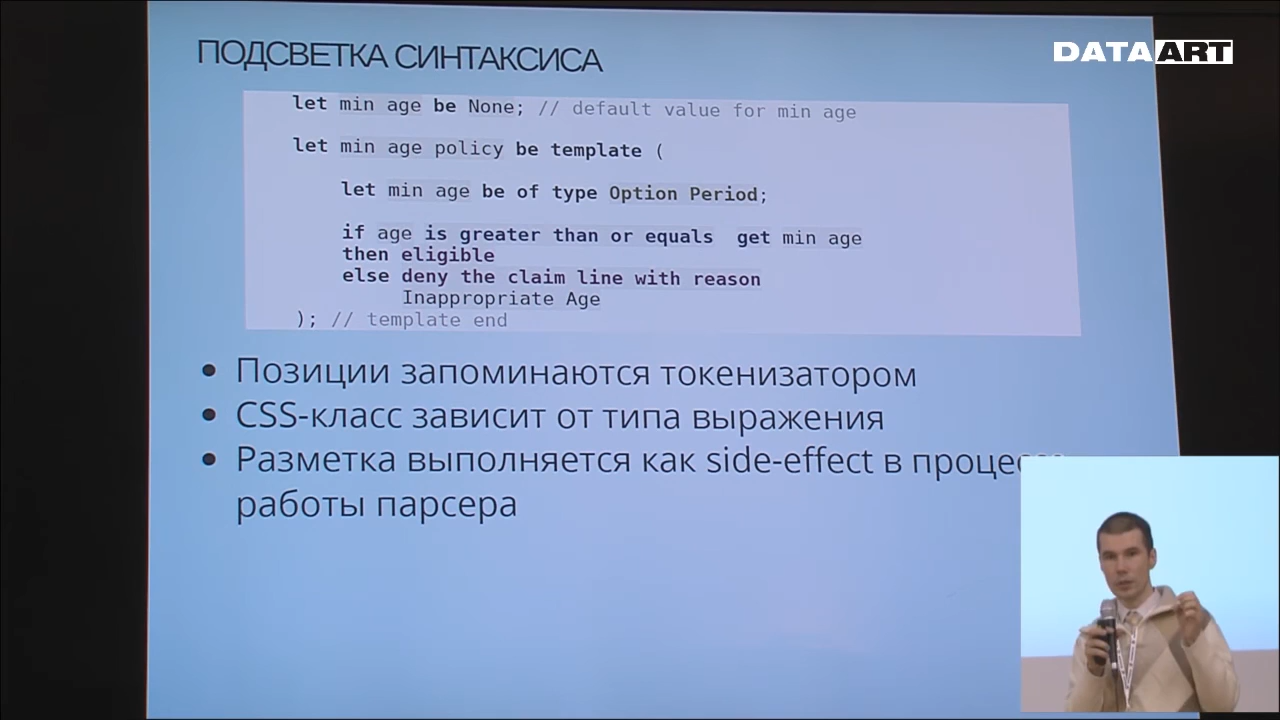 ПОДСВЕТКА СИНТАКСИСА
DATAART
let min age be None; // default value for min age
let min age policy be template (
let min age be of type Option Period;
if age is greater than or equals get min age
then eligible
else deny the claim line with reason
Inappropriate Age
); // template end
• Позиции запоминаются токенизатором
• CSS-класс зависит от типа выражения
• Разметка выполняется как side-effect в
работы парсера